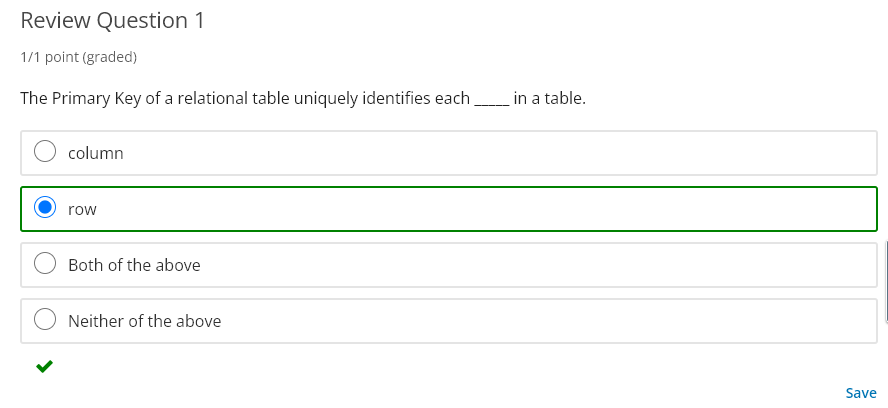 Review Question 1
1/1 point (graded)
The Primary Key of a relational table uniquely identifies each _____ in a table.
column
row
Both of the above
Neither of the above
Save